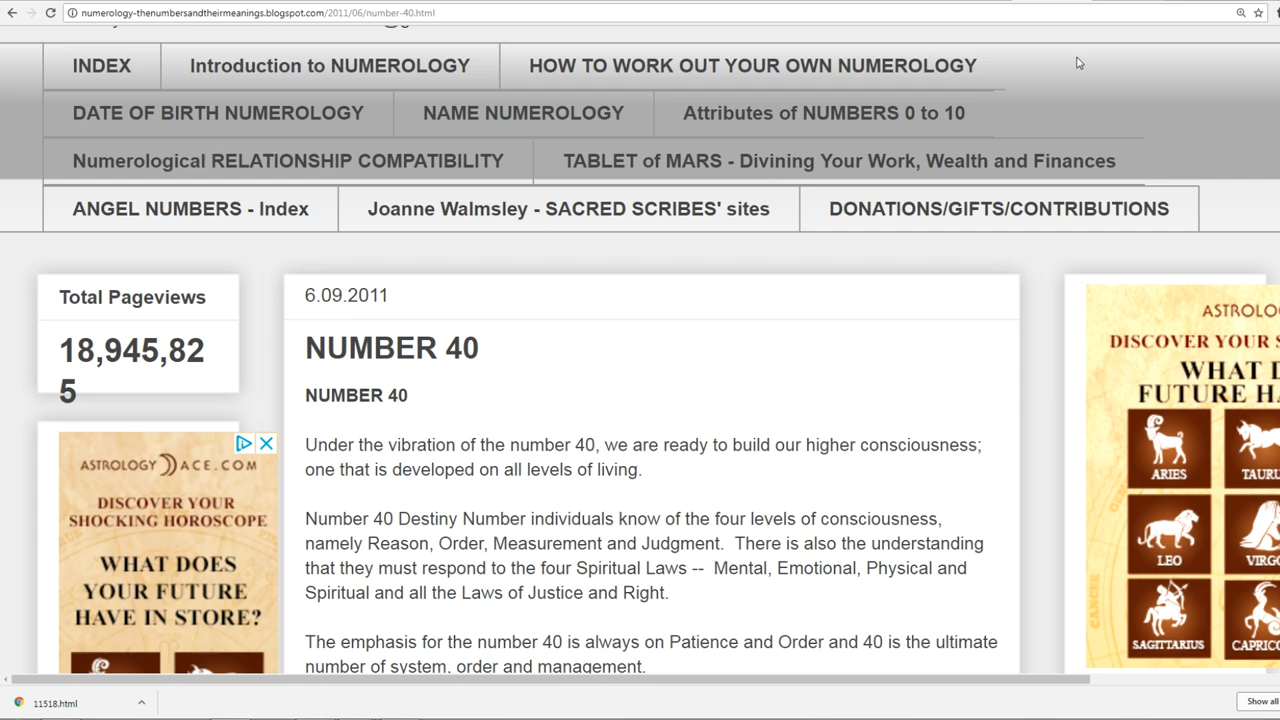 numerology-thenumbersandtheirmeanings.blogspot.com/2011/06/number-40.html
INDEX
Introduction to NUMEROLOGY
HOW TO WORK OUT YOUR OWN NUMEROLOGY
DATE OF BIRTH NUMEROLOGY
NAME NUMEROLOGY
Attributes of NUMBERS 0 to 10
Numerological RELATIONSHIP COMPATIBILITY
TABLET of MARS - Divining Your Work, Wealth and Finances
ANGEL NUMBERS - Index
Joanne Walmsley - SACRED SCRIBES' sites
DONATIONS/GIFTS/CONTRIBUTIONS
Total Pageviews
18,945,82
5
ASTROLOGY ACE.COM
DISCOVER YOUR
SHOCKING HOROSCOPE
WHAT DOES
YOUR FUTURE
HAVE IN STORE?
6.09.2011
NUMBER 40
NUMBER 40
Under the vibration of the number 40, we are ready to build our higher consciousness;
one that is developed on all levels of living.
Number 40 Destiny Number individuals know of the four levels of consciousness,
namely Reason, Order, Measurement and Judgment.  There is also the understanding
that they must respond to the four Spiritual Laws --  Mental, Emotional, Physical and
Spiritual and all the Laws of Justice and Right.
The emphasis for the number 40 is always on Patience and Order and 40 is the ultimate
number of system, order and management.
ASTROLO
DISCOVER YOUR S
WHAT D
FUTURE HA
ARIES
TAURU
LEO
VIRG
SAGITTARIUS
CAPRIC
CANCER
11518.html
Show all